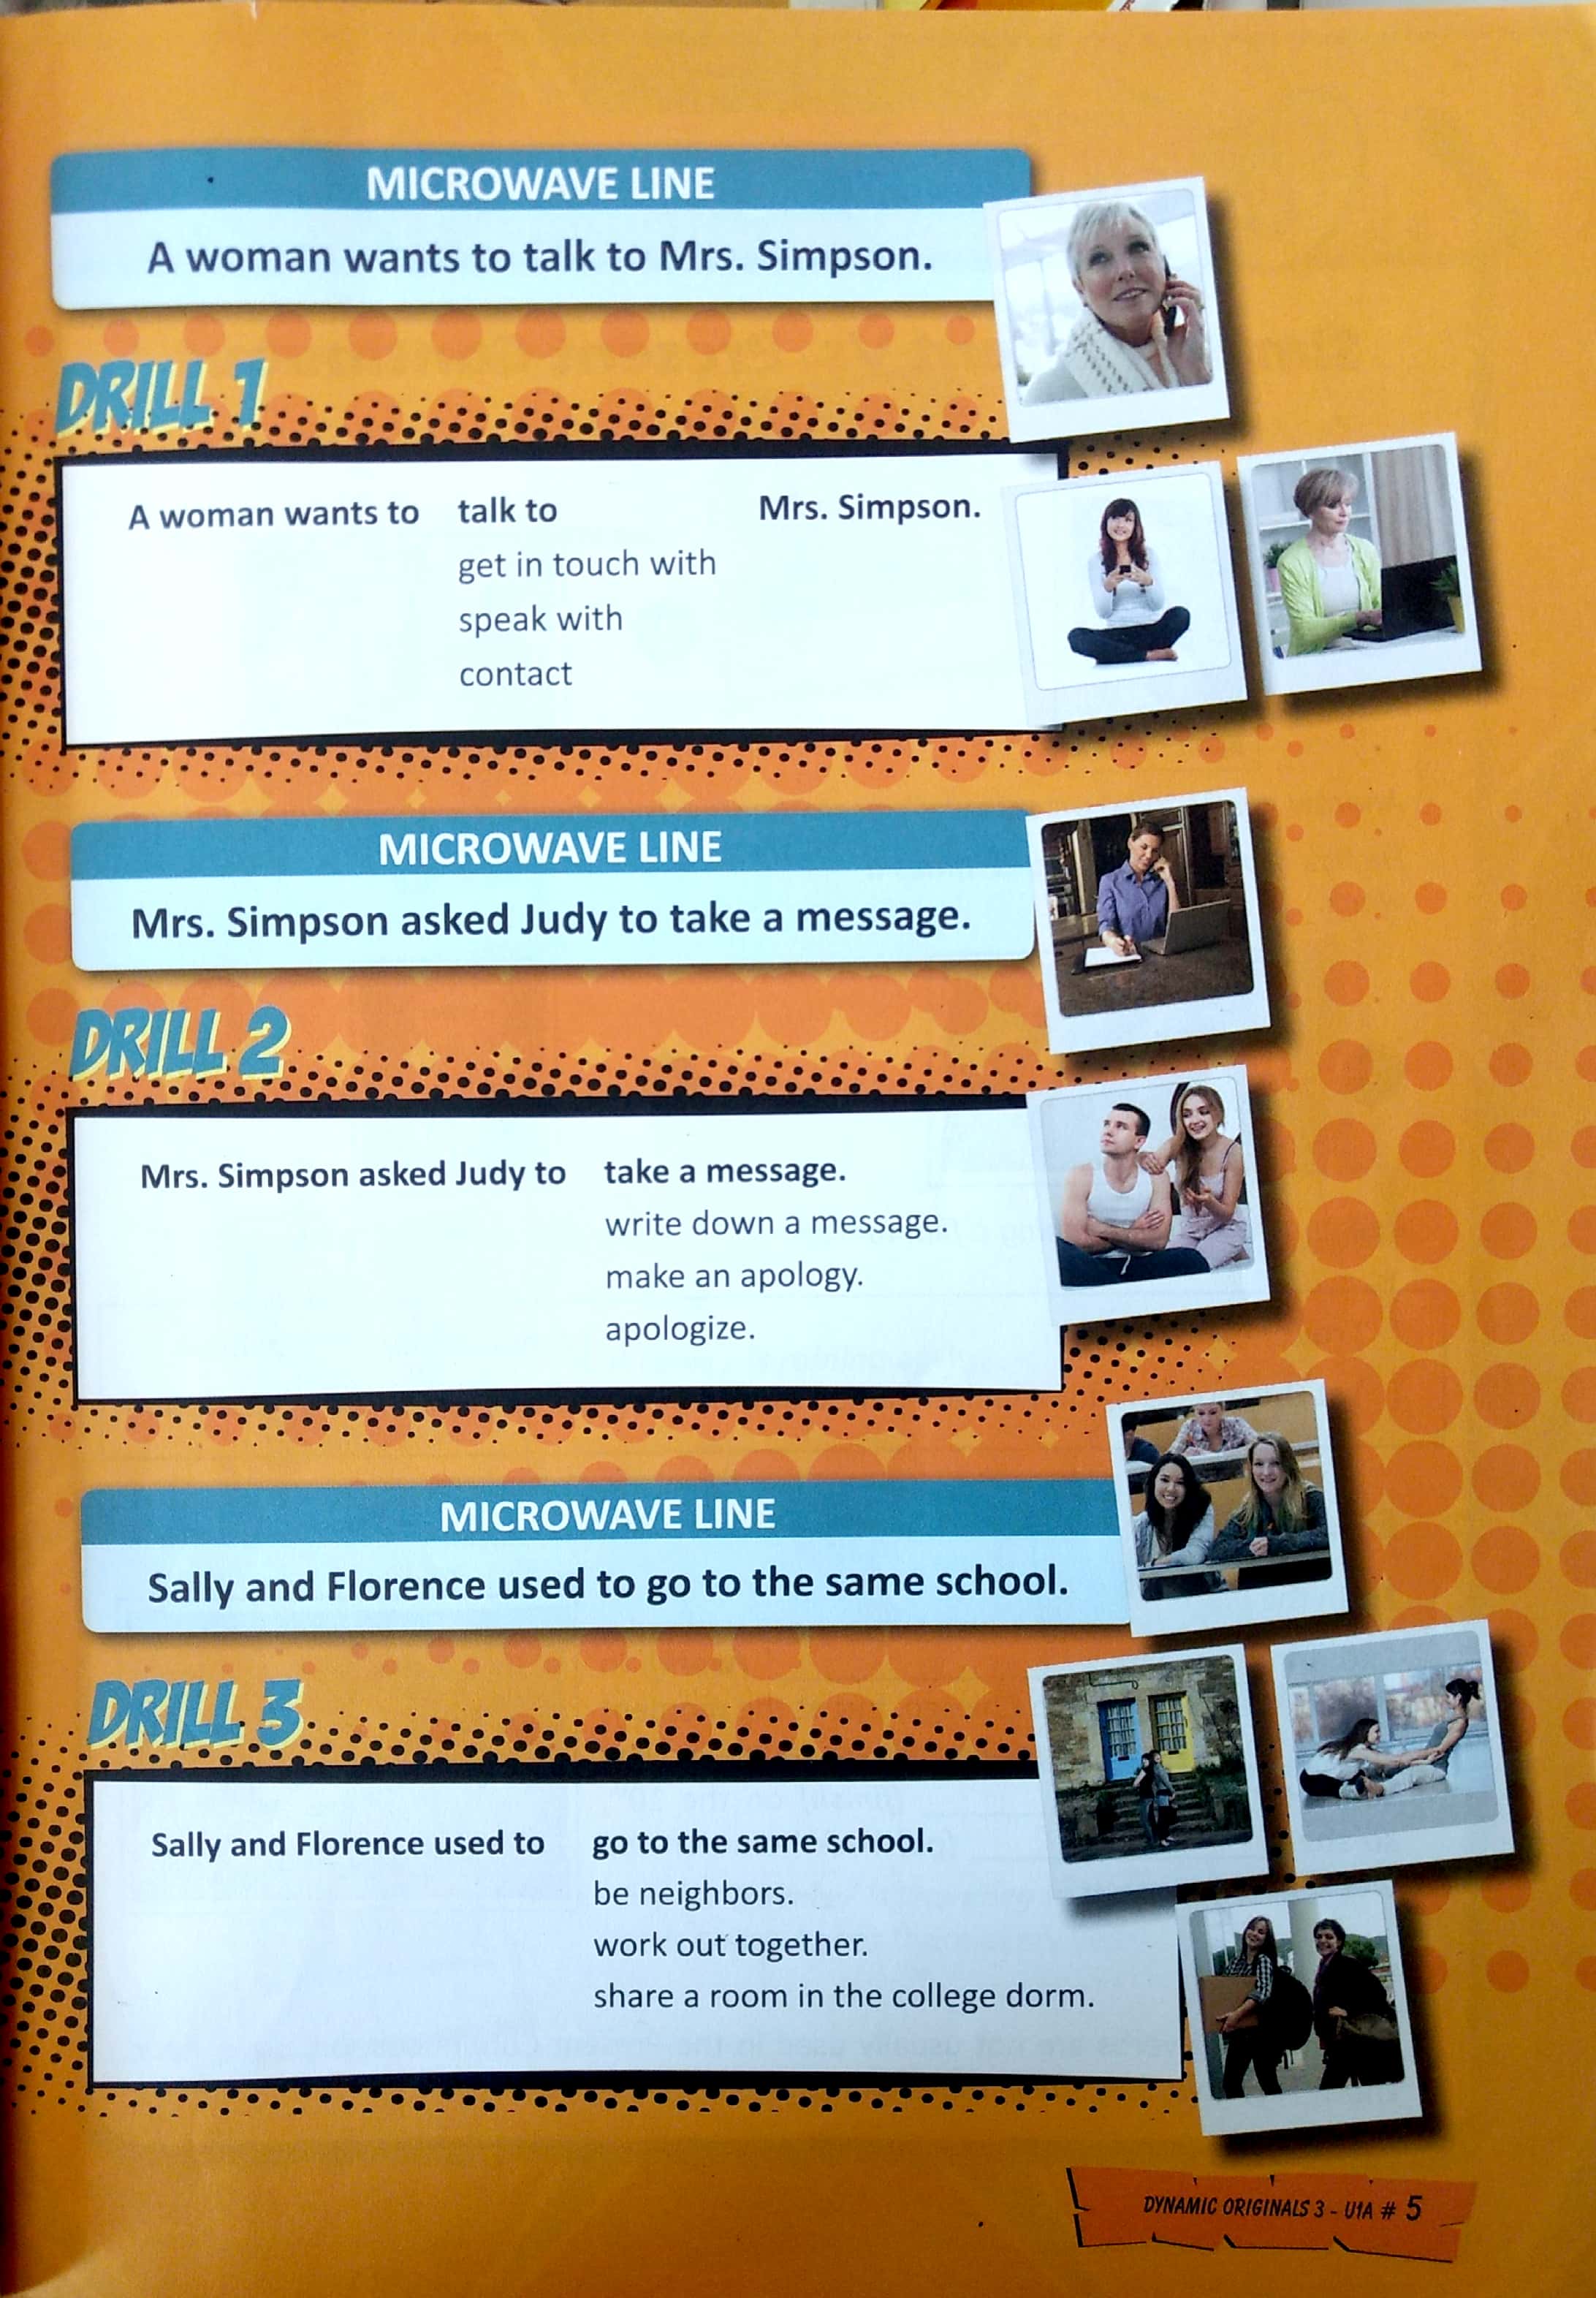 MICROWAVE LINE
A woman wants to talk to Mrs. Simpson.
DRILL 1
A woman wants to talk to Mrs. Simpson.
get in touch with
speak with
contact
MICROWAVE LINE
Mrs. Simpson asked Judy to take a message.
DRILL 2
Mrs. Simpson asked Judy to take a message.
write down a message.
make an apology.
apologize.
MICROWAVE LINE
Sally and Florence used to go to the same school.
DRILL 3
Sally and Florence used to go to the same school.
be neighbors.
work out together.
share a room in the college dorm.
DYNAMIC ORIGINALS 3 - U1A # 5